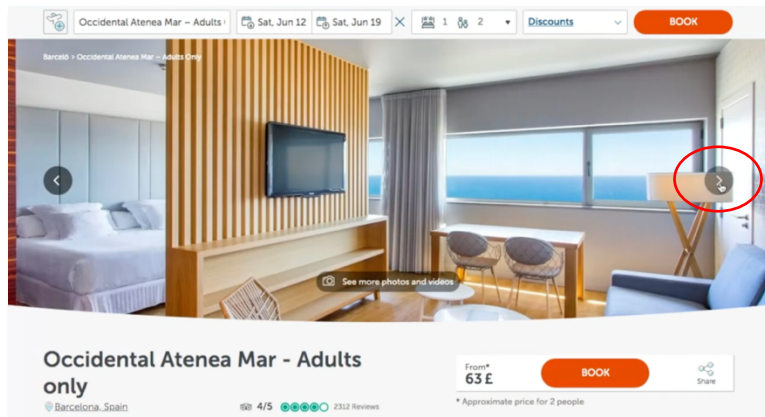 Occidental Atenea Mar – Adults
Sat, Jun 12
Sat, Jun 19
1
2
Discounts
BOOK
Barceló > Occidental Atenea Mar – Adults Only
See more photos and videos
Occidental Atenea Mar - Adults
only
Barcelona, Spain
4/5
2312 Reviews
From*
63 £
BOOK
Share
* Approximate price for 2 people